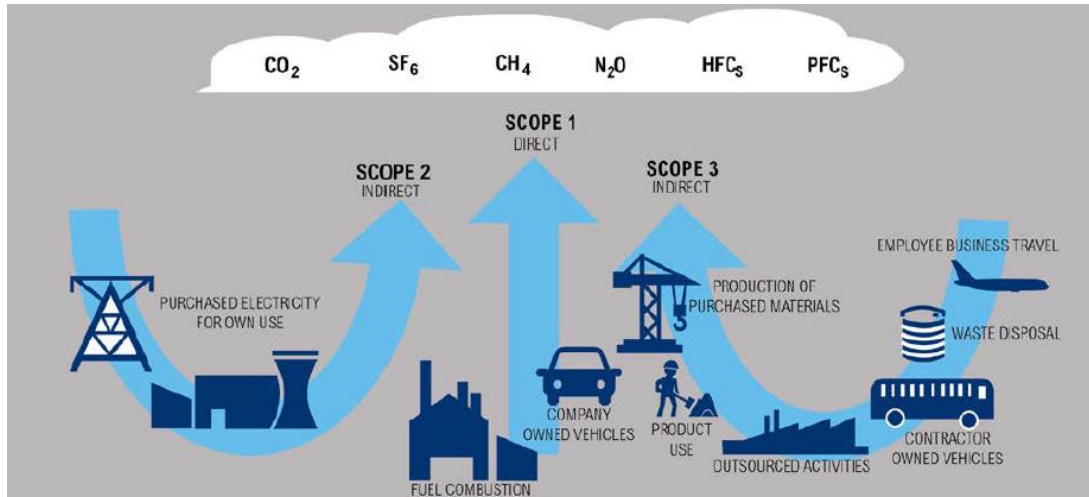 CO₂ SF₆ CH₄ N₂O HFCs PFCs
SCOPE 1
DIRECT
SCOPE 2
INDIRECT
SCOPE 3
INDIRECT
PURCHASED ELECTRICITY
FOR OWN USE
FUEL COMBUSTION
COMPANY
OWNED VEHICLES
PRODUCTION OF
PURCHASED MATERIALS
PRODUCT
USE
OUTSOURCED ACTIVITIES
EMPLOYEE BUSINESS TRAVEL
WASTE DISPOSAL
CONTRACTOR
OWNED VEHICLES